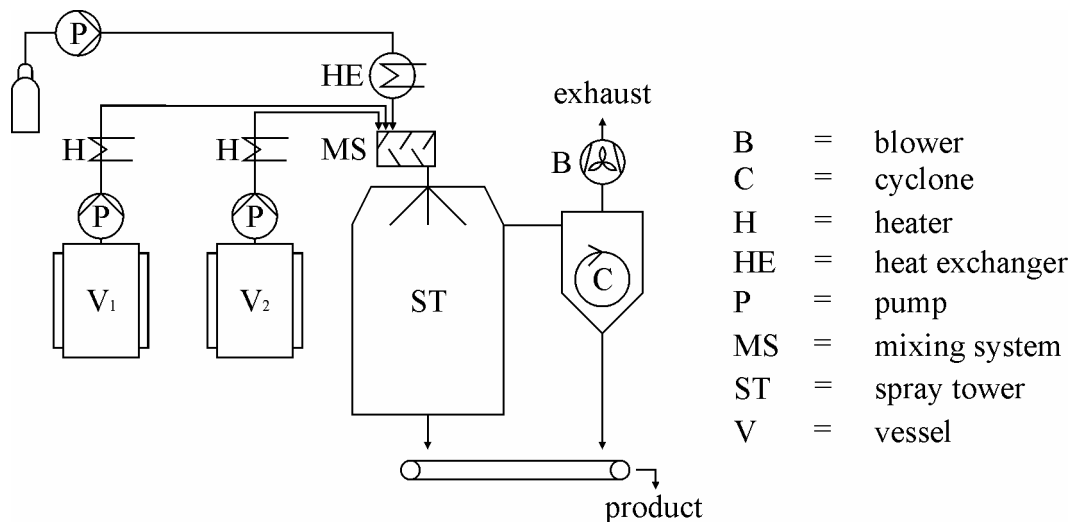 P
HE
exhaust
H
H
MS
B
P
P
V1
V2
ST
C
product
B = blower
C = cyclone
H = heater
HE = heat exchanger
P = pump
MS = mixing system
ST = spray tower
V = vessel